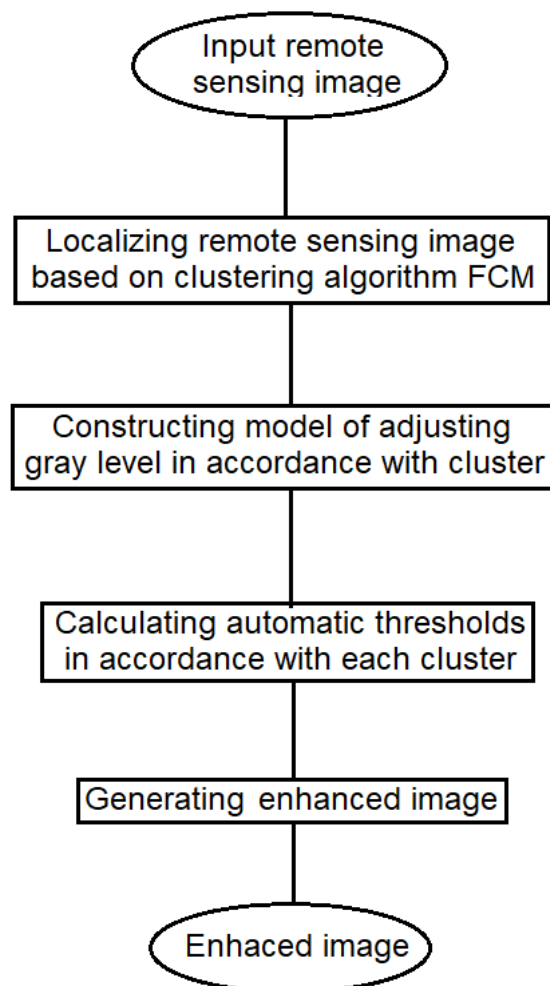 Input remote
sensing image
Localizing remote sensing image
based on clustering algorithm FCM
Constructing model of adjusting
gray level in accordance with cluster
Calculating automatic thresholds
in accordance with each cluster
Generating enhanced image
Enhaced image